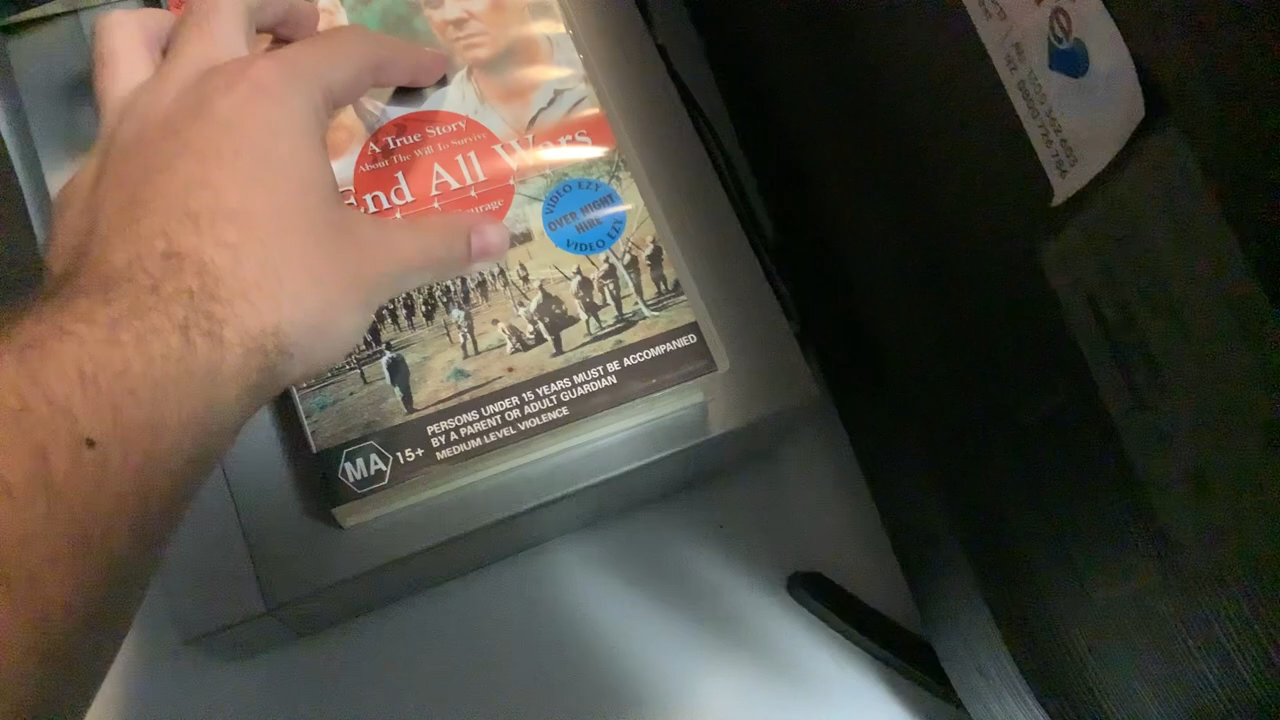 A True Story
About The Will To Survive
End All Wars
VIDEO EZY
OVER NIGHT
HIRE
VIDEO EZY
PERSONS UNDER 15 YEARS MUST BE ACCOMPANIED
BY A PARENT OR ADULT GUARDIAN
MEDIUM LEVEL VIOLENCE
MA 15+